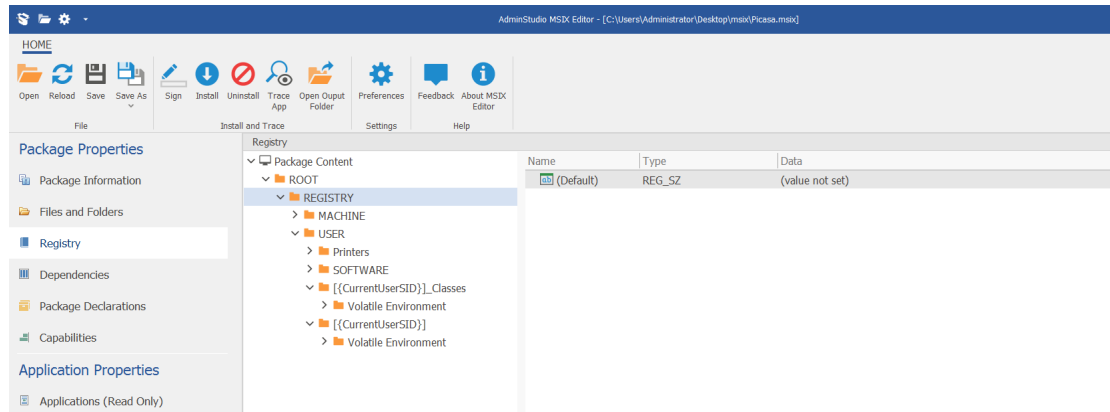 AdminStudio MSIX Editor - [C:\Users\Administrator\Desktop\msix\Picasa.msix]
HOME
Open Reload Save Save As Sign Install Uninstall Trace App Open Ouput Folder Preferences Feedback About MSIX Editor
File Install and Trace Settings Help
Package Properties
Package Information
Files and Folders
Registry
Dependencies
Package Declarations
Capabilities
Application Properties
Applications (Read Only)
Registry
Package Content
ROOT
REGISTRY
MACHINE
USER
Printers
SOFTWARE
[{CurrentUserSID}]_Classes
Volatile Environment
[{CurrentUserSID}]
Volatile Environment
Name Type Data
ab (Default) REG_SZ (value not set)